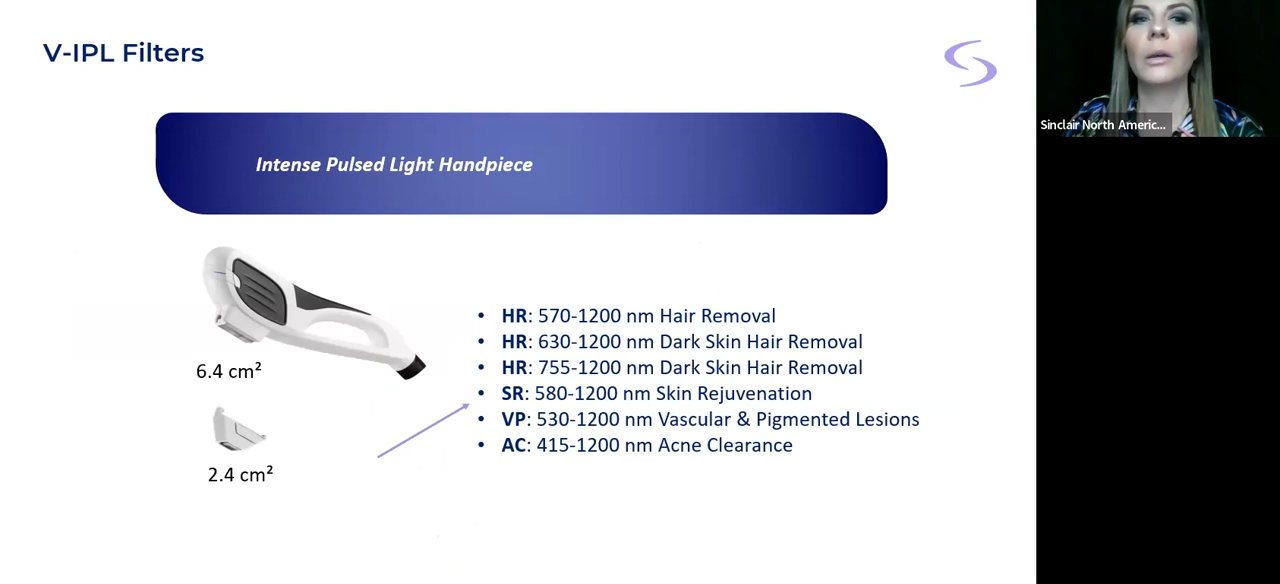 V-IPL Filters
Sinclair North Americ...
Intense Pulsed Light Handpiece
• HR: 570-1200 nm Hair Removal
• HR: 630-1200 nm Dark Skin Hair Removal
• HR: 755-1200 nm Dark Skin Hair Removal
• SR: 580-1200 nm Skin Rejuvenation
• VP: 530-1200 nm Vascular & Pigmented Lesions
• AC: 415-1200 nm Acne Clearance
6.4 cm²
2.4 cm²